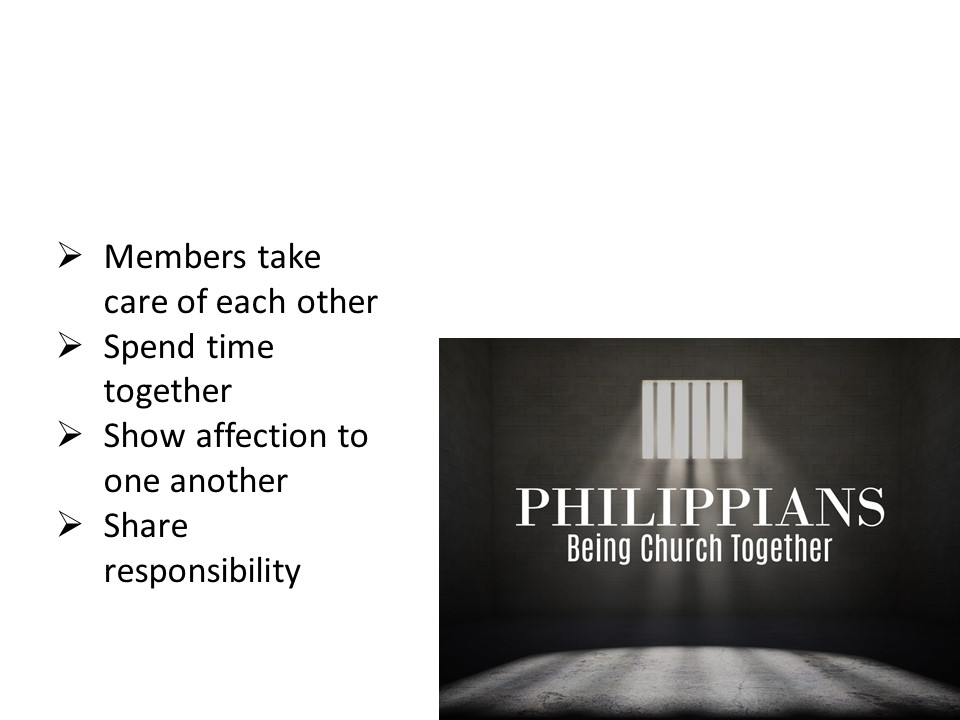 ➢ Members take
care of each other
➢ Spend time
together
➢ Show affection to
one another
➢ Share
responsibility
PHILIPPIANS
Being Church Together